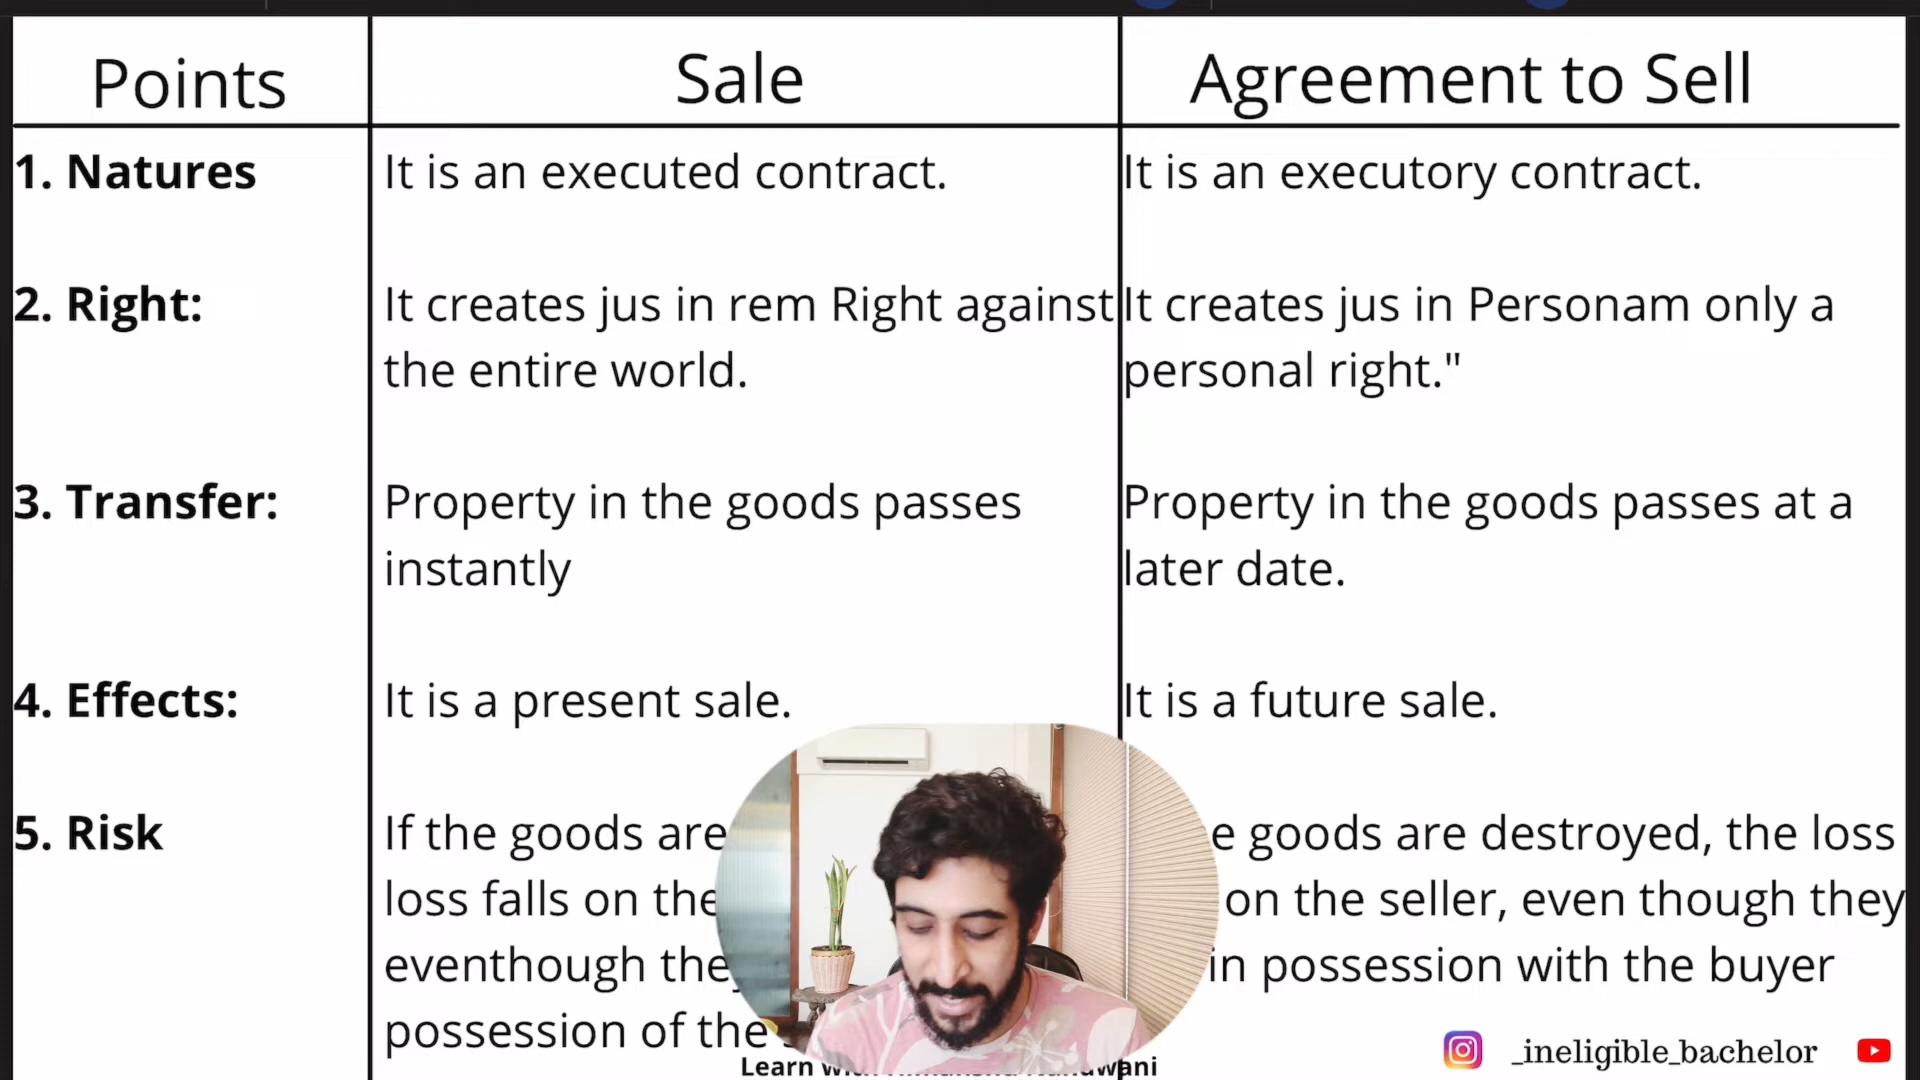 Points
Sale
Agreement to Sell
1. Natures
It is an executed contract.
It is an executory contract.
2. Right:
It creates jus in rem Right against
the entire world.
It creates jus in Personam only a
personal right."
3. Transfer:
Property in the goods passes
instantly
Property in the goods passes at a
later date.
4. Effects:
It is a present sale.
It is a future sale.
5. Risk
If the goods are
loss falls on the
eventhough they
possession of the
goods are destroyed, the loss
on the seller, even though they
in possession with the buyer
Learn
_ineligible_bachelor